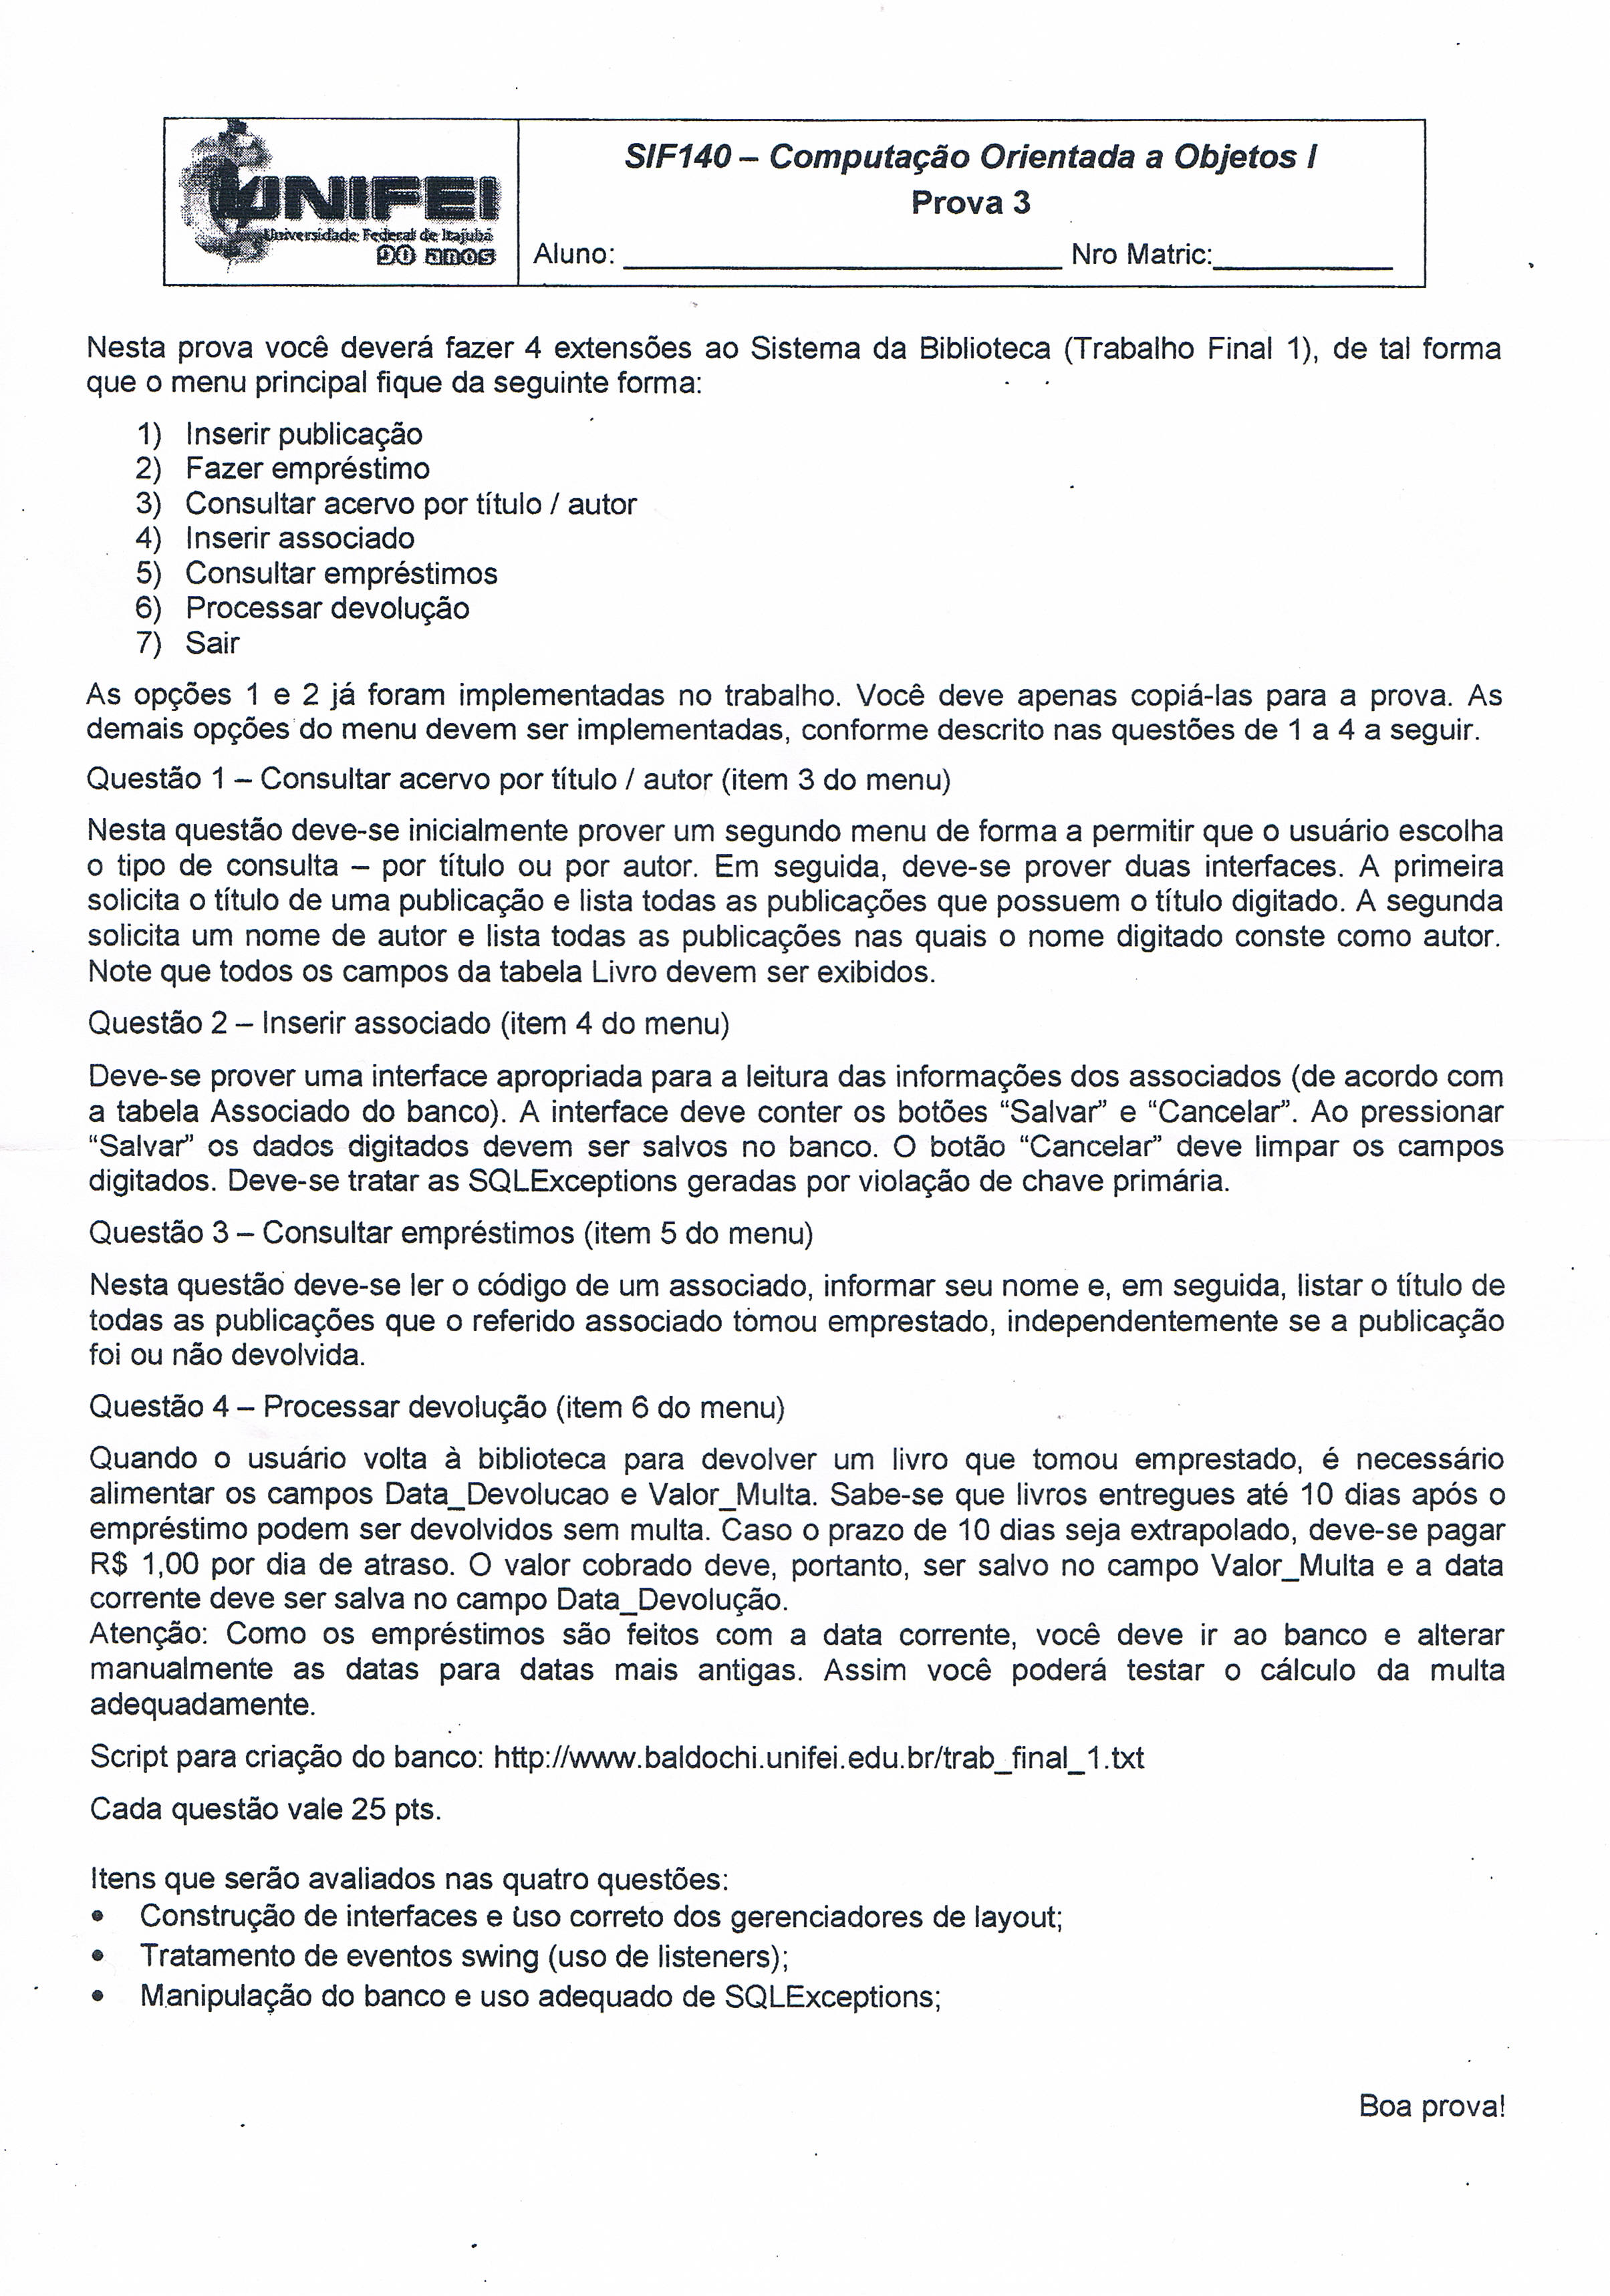 UNIFEI
Universidade Federal de Itajubá
90 anos
SIF140 – Computação Orientada a Objetos I
Prova 3
Aluno: ____________________ Nro Matric:____________
Nesta prova você deverá fazer 4 extensões ao Sistema da Biblioteca (Trabalho Final 1), de tal forma
que o menu principal fique da seguinte forma:
1) Inserir publicação
2) Fazer empréstimo
3) Consultar acervo por título / autor
4) Inserir associado
5) Consultar empréstimos
6) Processar devolução
7) Sair
As opções 1 e 2 já foram implementadas no trabalho. Você deve apenas copiá-las para a prova. As
demais opções do menu devem ser implementadas, conforme descrito nas questões de 1 a 4 a seguir.
Questão 1 – Consultar acervo por título / autor (item 3 do menu)
Nesta questão deve-se inicialmente prover um segundo menu de forma a permitir que o usuário escolha
o tipo de consulta – por título ou por autor. Em seguida, deve-se prover duas interfaces. A primeira
solicita o título de uma publicação e lista todas as publicações que possuem o título digitado. A segunda
solicita um nome de autor e lista todas as publicações nas quais o nome digitado conste como autor.
Note que todos os campos da tabela Livro devem ser exibidos.
Questão 2 – Inserir associado (item 4 do menu)
Deve-se prover uma interface apropriada para a leitura das informações dos associados (de acordo com
a tabela Associado do banco). A interface deve conter os botões “Salvar” e “Cancelar”. Ao pressionar
“Salvar” os dados digitados devem ser salvos no banco. O botão “Cancelar” deve limpar os campos
digitados. Deve-se tratar as SQLExceptions geradas por violação de chave primária.
Questão 3 – Consultar empréstimos (item 5 do menu)
Nesta questão deve-se ler o código de um associado, informar seu nome e, em seguida, listar o título de
todas as publicações que o referido associado tomou emprestado, independentemente se a publicação
foi ou não devolvida.
Questão 4 – Processar devolução (item 6 do menu)
Quando o usuário volta à biblioteca para devolver um livro que tomou emprestado, é necessário
alimentar os campos Data_Devolucao e Valor_Multa. Sabe-se que livros entregues até 10 dias após o
empréstimo podem ser devolvidos sem multa. Caso o prazo de 10 dias seja extrapolado, deve-se pagar
R$ 1,00 por dia de atraso. O valor cobrado deve, portanto, ser salvo no campo Valor_Multa e a data
corrente deve ser salva no campo Data_Devolução.
Atenção: Como os empréstimos são feitos com a data corrente, você deve ir ao banco e alterar
manualmente as datas para datas mais antigas. Assim você poderá testar o cálculo da multa
adequadamente.
Script para criação do banco: http://www.baldochi.unifei.edu.br/trab_final_1.txt
Cada questão vale 25 pts.
Itens que serão avaliados nas quatro questões:
• Construção de interfaces e uso correto dos gerenciadores de layout;
• Tratamento de eventos swing (uso de listeners);
• Manipulação do banco e uso adequado de SQLExceptions;
Boa prova!